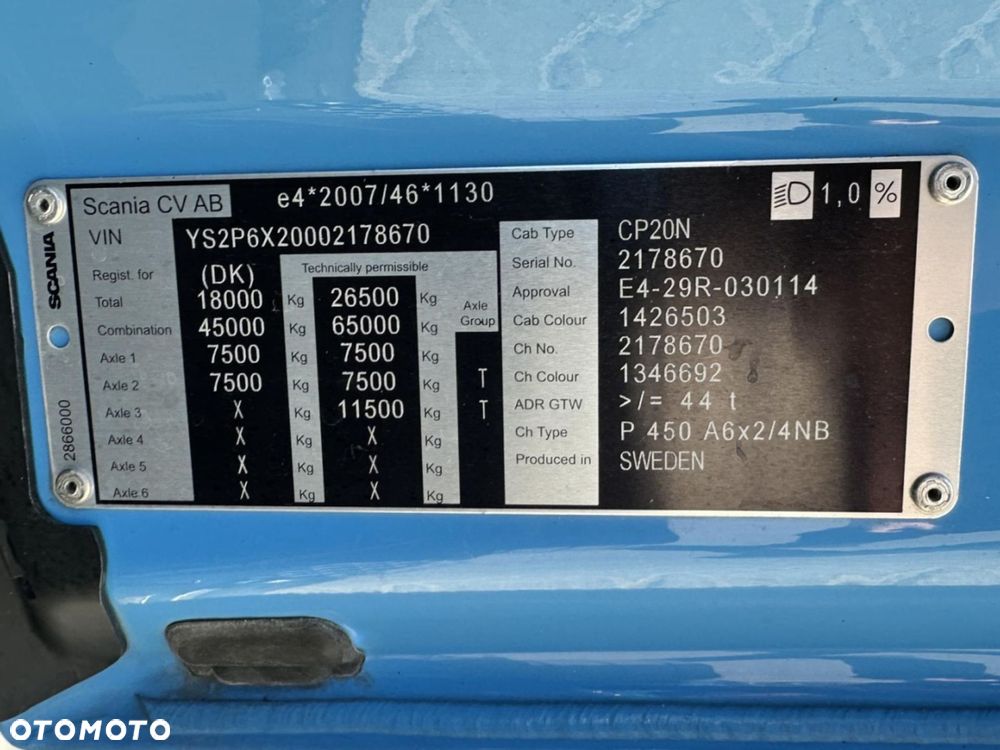 Scania CV AB e4*2007/46*1130 1,0 %
VIN YS2P6X20002178670
Regist. for (DK) Technically permissible
Total 18000 Kg 26500 Kg Axle Group
Combination 45000 Kg 65000 Kg
Axle 1 7500 Kg 7500 Kg
Axle 2 7500 Kg 7500 Kg T
Axle 3 X Kg 11500 Kg T
Axle 4 X Kg X Kg
Axle 5 X Kg X Kg
Axle 6 X Kg X Kg
Cab Type CP20N
Serial No. 2178670
Approval E4-29R-030114
Cab Colour 1426503
Ch No. 2178670
Ch Colour 1346692
ADR GTW >/= 44 t
Ch Type P 450 A6x2/4NB
Produced in SWEDEN
SCANIA
2866000
OTOMOTO